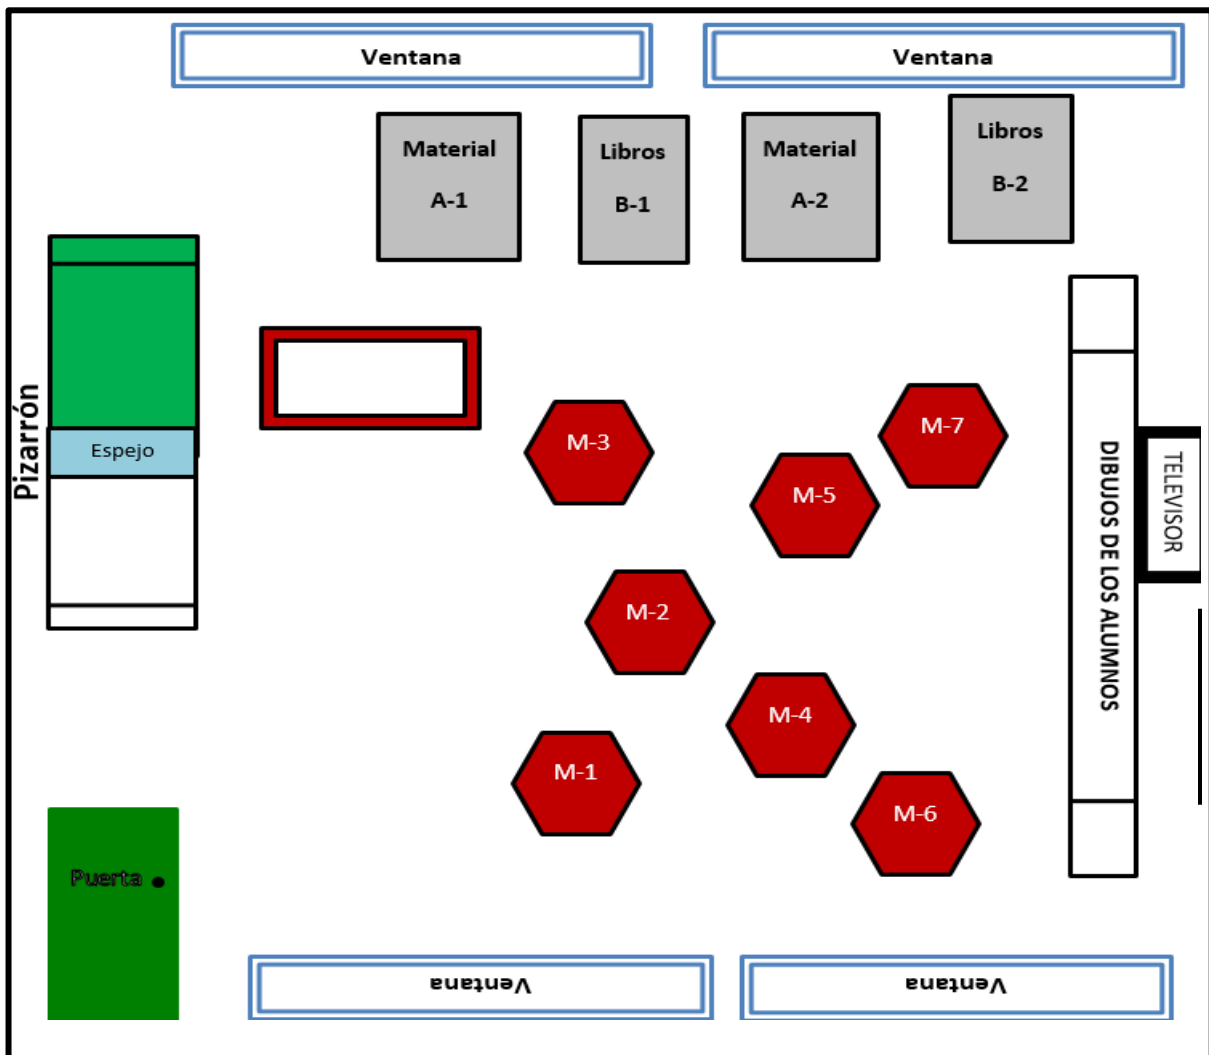 Ventana
Ventana
Material
A-1
Libros
B-1
Material
A-2
Libros
B-2
Pizarrón
Espejo
M-3
M-7
M-5
M-2
M-4
M-1
M-6
DIBUJOS DE LOS ALUMNOS
TELEVISOR
Puerta
Ventana
Ventana